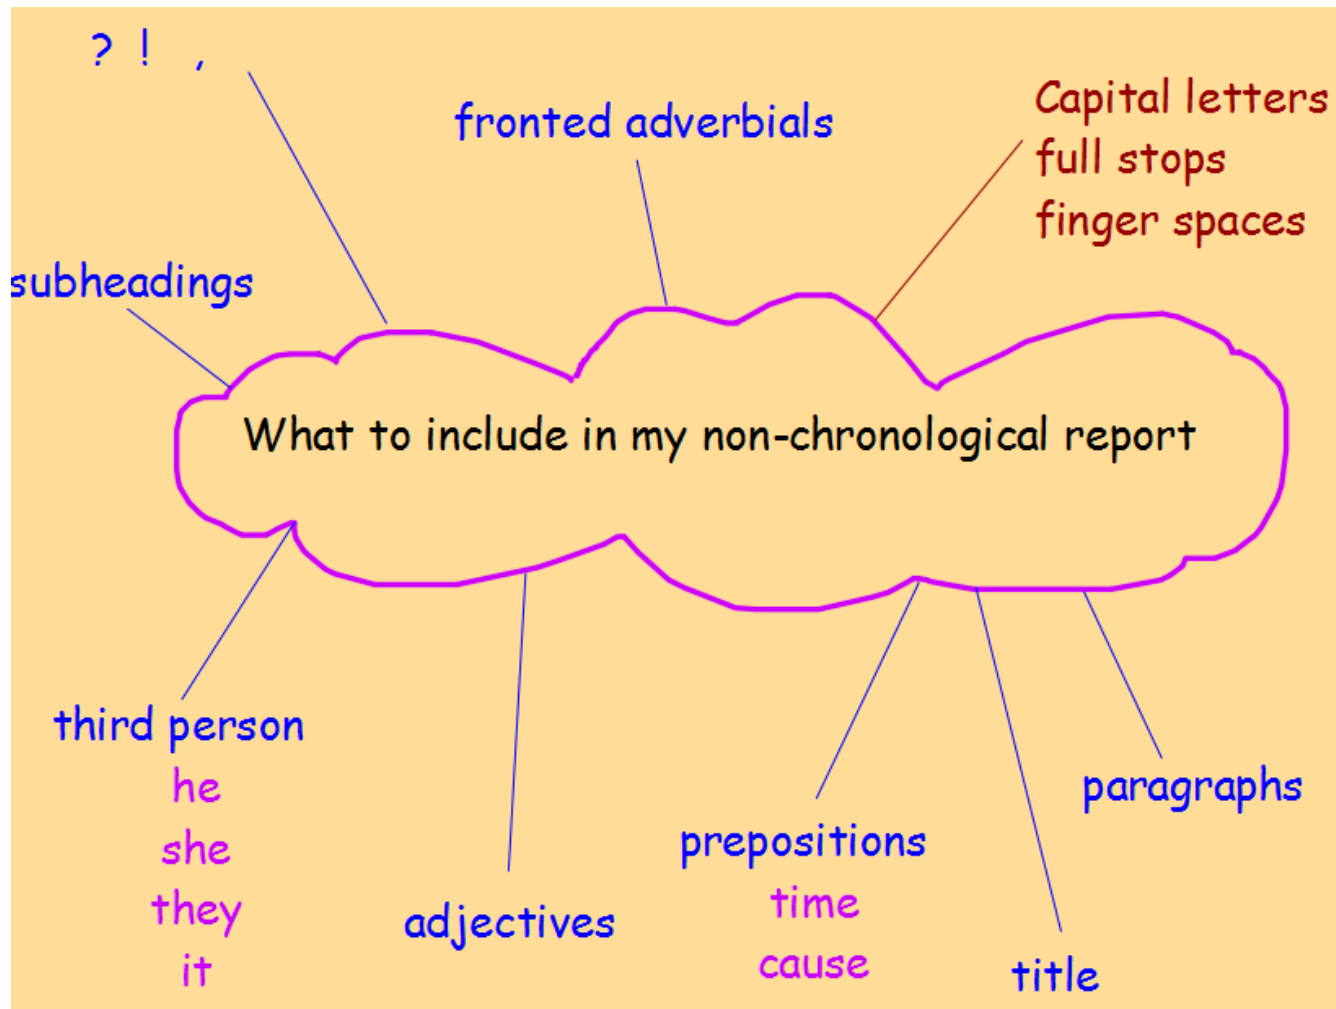 ? ! ,
fronted adverbials
Capital letters
full stops
finger spaces
subheadings
What to include in my non-chronological report
third person
he
she
they
it
adjectives
prepositions
time
cause
title
paragraphs